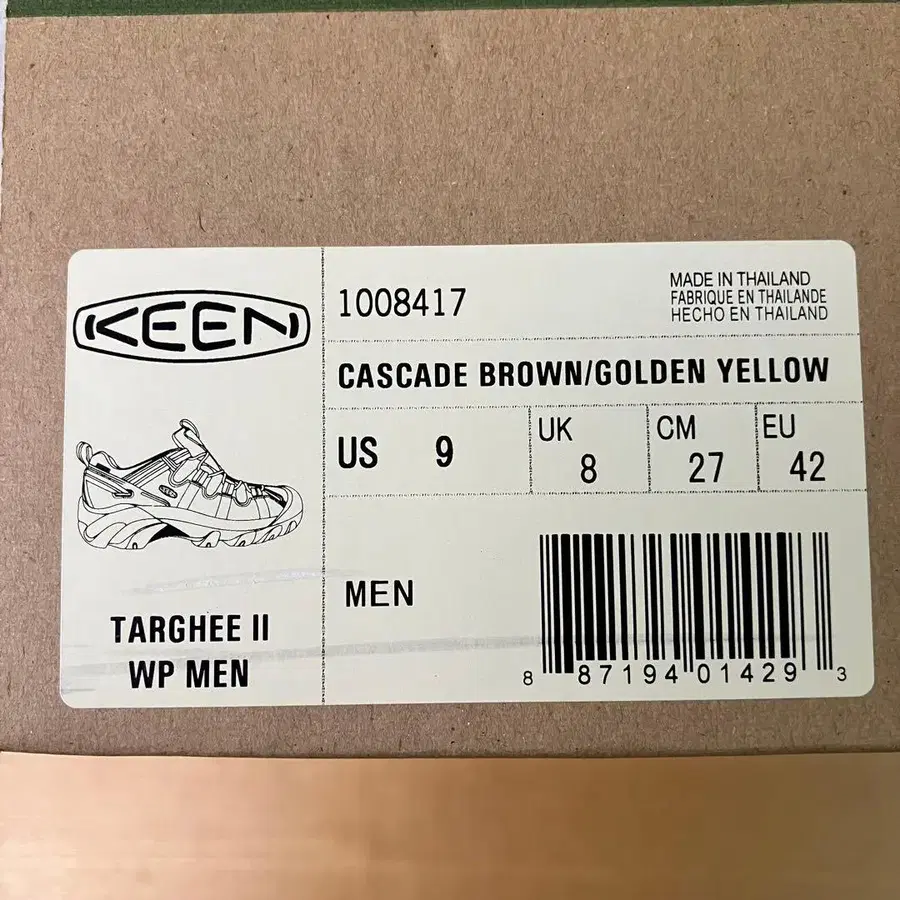 KEEN
1008417
MADE IN THAILAND
FABRIQUE EN THAILANDE
HECHO EN THAILAND
CASCADE BROWN/GOLDEN YELLOW
US 9
UK 8
CM 27
EU 42
TARGHEE II
WP MEN
MEN
8 87194 01429 3